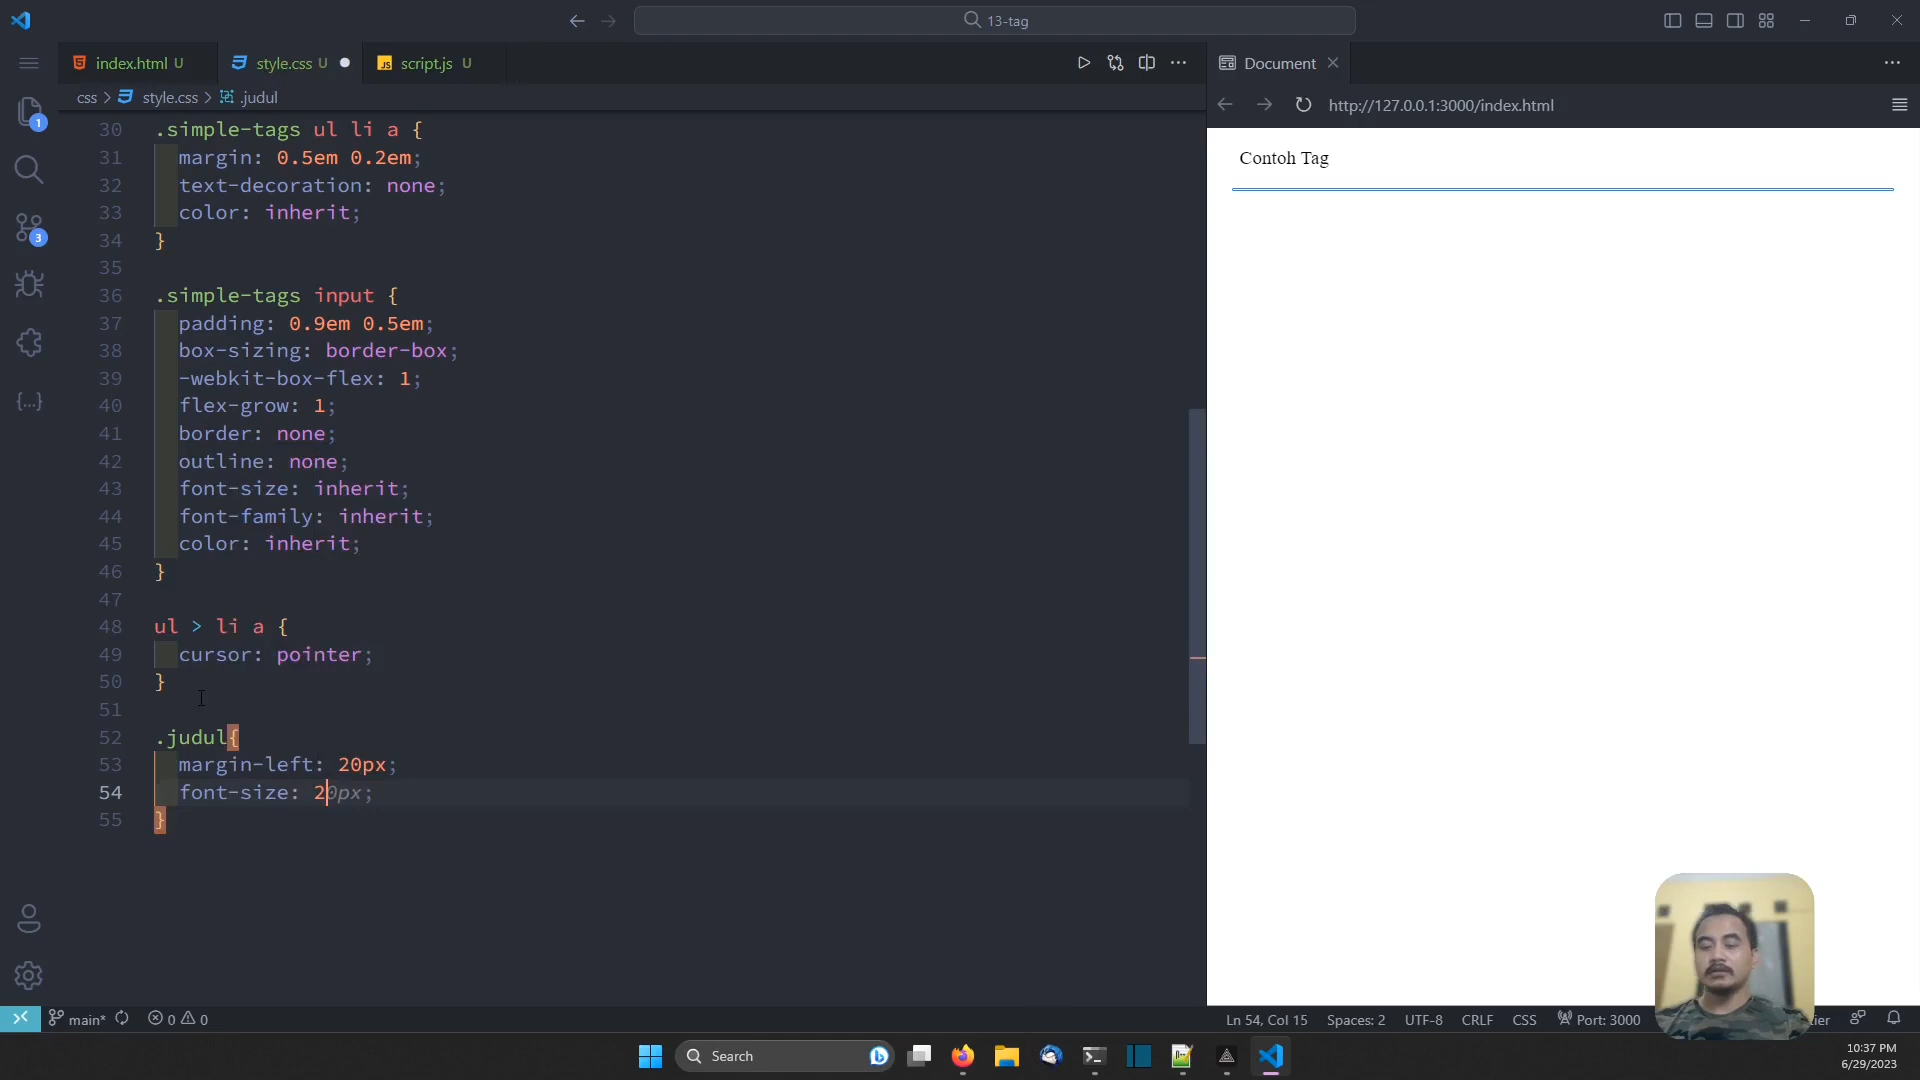 13-tag
index.html U
style.css U
script.js U
Document
css > style.css > .judul
http://127.0.0.1:3000/index.html
30 .simple-tags ul li a {
31 margin: 0.5em 0.2em;
32 text-decoration: none;
33 color: inherit;
34 }
35
36 .simple-tags input {
37 padding: 0.9em 0.5em;
38 box-sizing: border-box;
39 -webkit-box-flex: 1;
40 flex-grow: 1;
41 border: none;
42 outline: none;
43 font-size: inherit;
44 font-family: inherit;
45 color: inherit;
46 }
47
48 ul > li a {
49 cursor: pointer;
50 }
51
52 .judul{
53 margin-left: 20px;
54 font-size: 20px;
55 }
Contoh Tag
1
3
{...}
main* 0 0
Ln 54, Col 15 Spaces: 2 UTF-8 CRLF CSS Port: 3000
Search
10:37 PM
6/29/2023